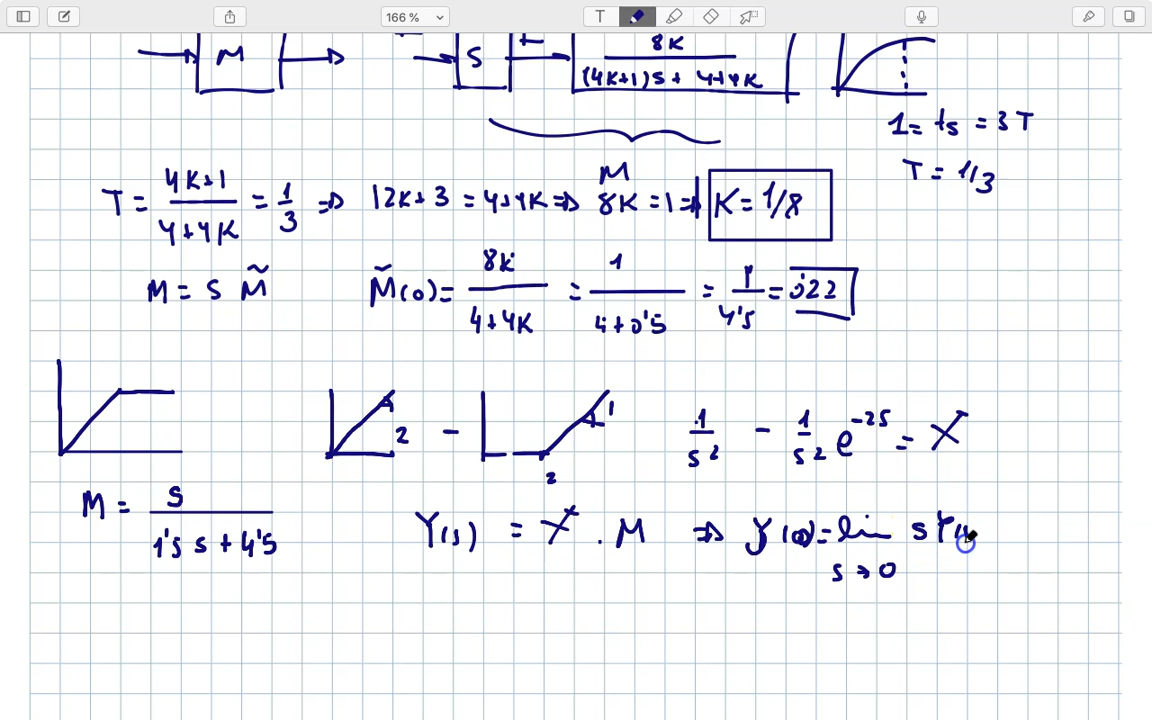 166 %
T
M
S
8K
(4K+1)s + 4+4K
1 = ts = 3T
T = 1/3
T = 4K+1 / 4+4K = 1/3 ⇒ 12K+3 = 4+4K ⇒ 8K = 1 ⇒ K = 1/8
M
M = S M̃
M̃(0) = 8K / 4+4K = 1 / 4+0'5 = 1 / 4'5 = 0'22
2 - 1
2
1/s² - 1/s² e^-2s = X
M = s / 1'5 s + 4'5
Y(s) = X . M ⇒ y(∞) = lim s Y(s
s → 0